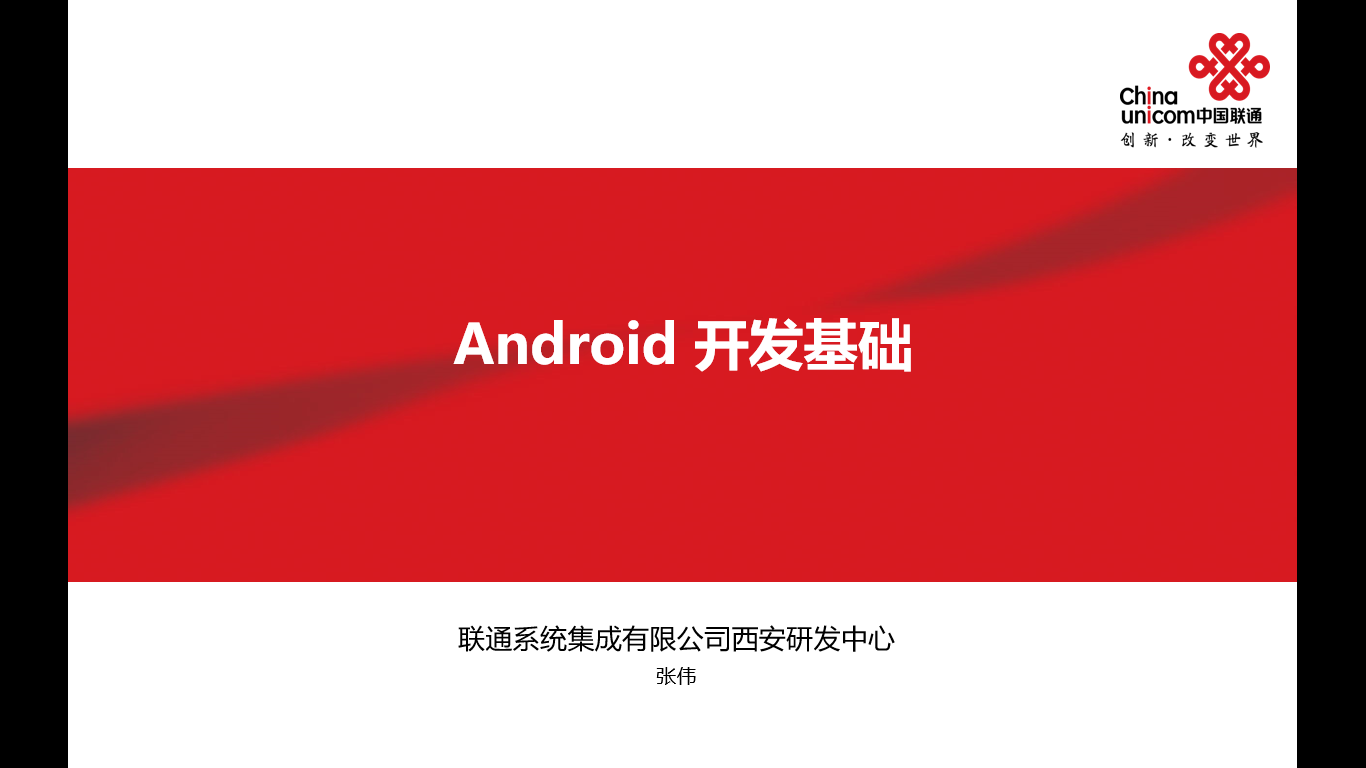 China
unicom中国联通
创新·改变世界
Android 开发基础
联通系统集成有限公司西安研发中心
张伟